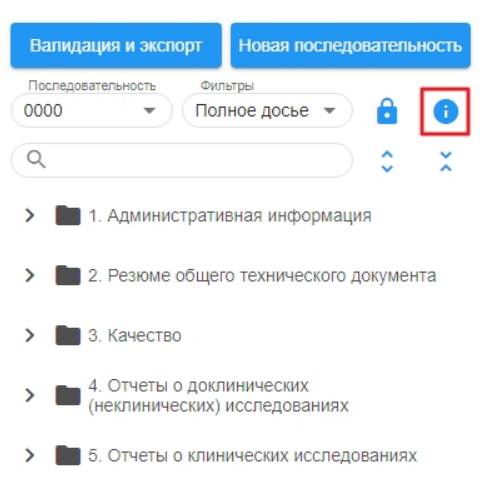 Валидация и экспорт
Новая последовательность
Последовательность
Фильтры
0000
Полное досье
1. Административная информация
2. Резюме общего технического документа
3. Качество
4. Отчеты о доклинических
(неклинических) исследованиях
5. Отчеты о клинических исследованиях